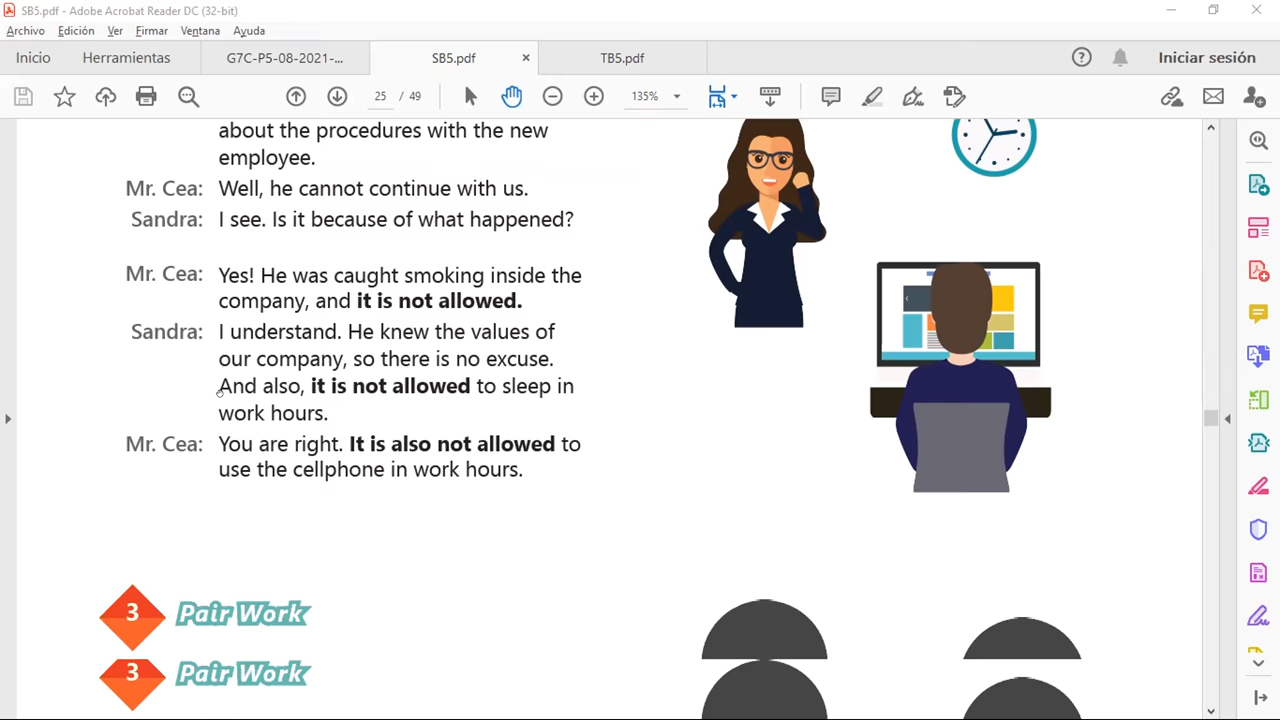 SB5.pdf - Adobe Acrobat Reader DC (32-bit)
Archivo Edición Ver Firmar Ventana Ayuda
Inicio Herramientas G7C-P5-08-2021-... SB5.pdf × TB5.pdf Iniciar sesión
25 / 49 135%
about the procedures with the new
employee.
Mr. Cea: Well, he cannot continue with us.
Sandra: I see. Is it because of what happened?
Mr. Cea: Yes! He was caught smoking inside the
company, and it is not allowed.
Sandra: I understand. He knew the values of
our company, so there is no excuse.
And also, it is not allowed to sleep in
work hours.
Mr. Cea: You are right. It is also not allowed to
use the cellphone in work hours.
3 Pair Work
3 Pair Work